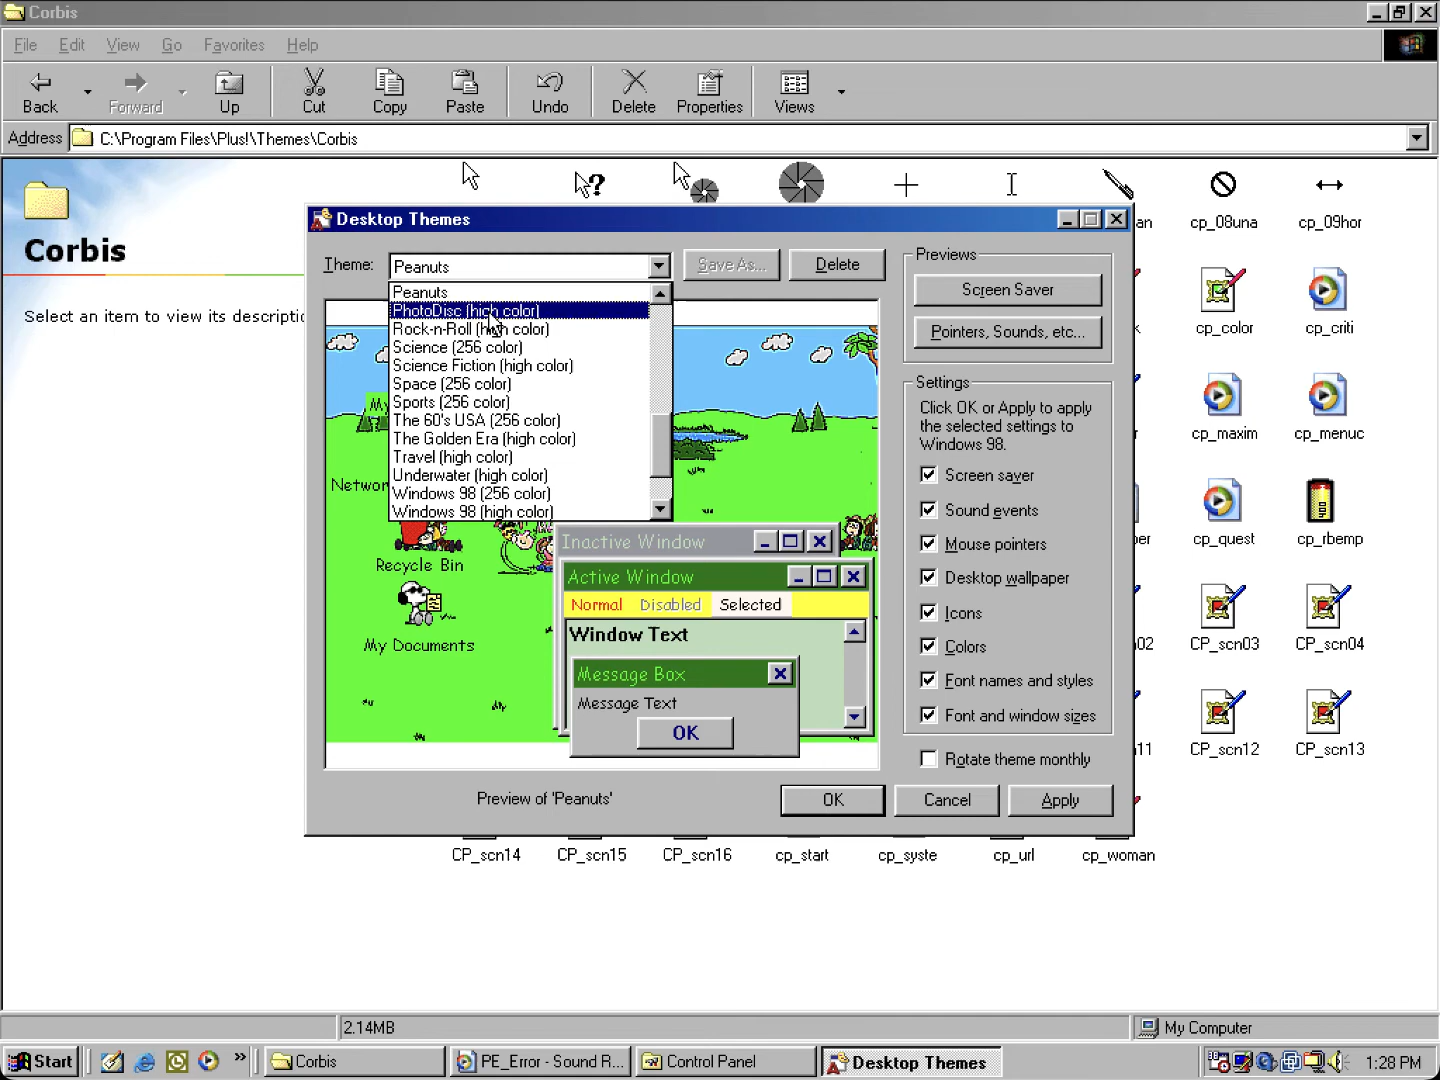 Corbis
File Edit View Go Favorites Help
Back Forward Up Cut Copy Paste Undo Delete Properties Views
Address C:\Program Files\Plus!\Themes\Corbis
Corbis
Select an item to view its descriptio
an cp_08una cp_09hor
cp_color cp_criti
cp_maxim cp_menuc
cp_quest cp_rbemp
02 CP_scn03 CP_scn04
11 CP_scn12 CP_scn13
CP_scn14 CP_scn15 CP_scn16 cp_start cp_syste cp_url cp_woman
Desktop Themes
Theme: Peanuts Save As... Delete
Peanuts
PhotoDisc (high color)
Rock-n-Roll (high color)
Science (256 color)
Science Fiction (high color)
Space (256 color)
Sports (256 color)
The 60's USA (256 color)
The Golden Era (high color)
Travel (high color)
Underwater (high color)
Windows 98 (256 color)
Windows 98 (high color)
My
Networ
Recycle Bin
My Documents
Inactive Window
Active Window
Normal Disabled Selected
Window Text
Message Box
Message Text
OK
Preview of 'Peanuts'
Previews
Screen Saver
Pointers, Sounds, etc...
Settings
Click OK or Apply to apply
the selected settings to
Windows 98.
Screen saver
Sound events
Mouse pointers
Desktop wallpaper
Icons
Colors
Font names and styles
Font and window sizes
Rotate theme monthly
OK Cancel Apply
2.14MB My Computer
Start » Corbis PE_Error - Sound R... Control Panel Desktop Themes 1:28 PM